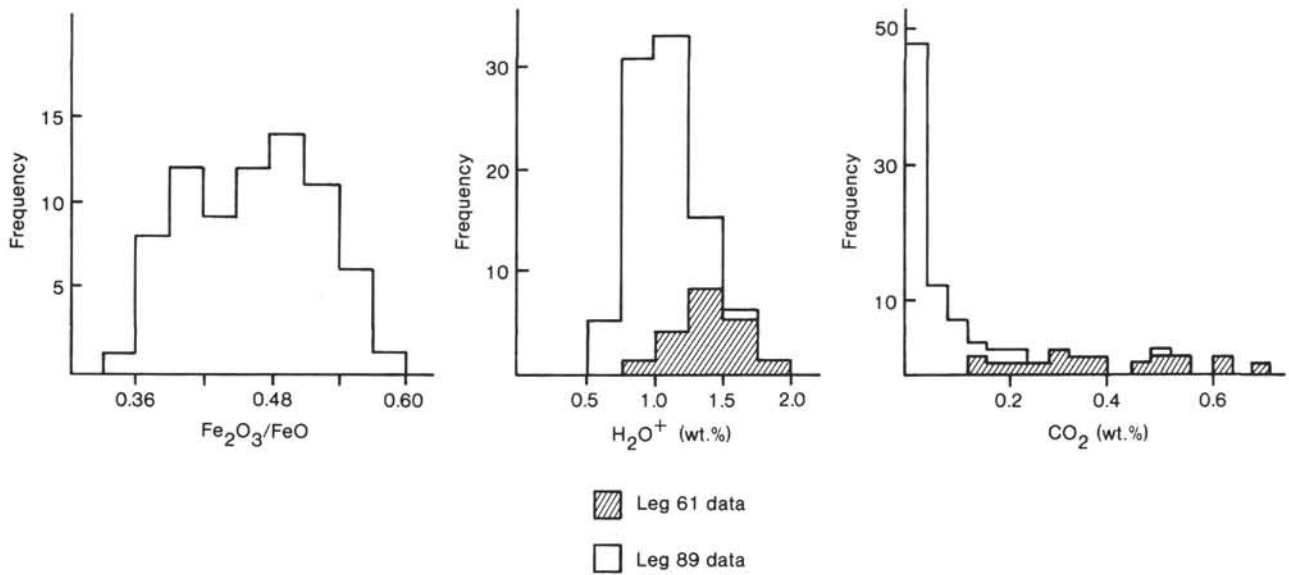 Frequency
15
10
5
0.36 0.48 0.60
Fe₂O₃/FeO
Frequency
30
20
10
0.5 1.0 1.5 2.0
H₂O⁺ (wt.%)
Frequency
50
30
10
0.2 0.4 0.6
CO₂ (wt.%)
Leg 61 data
Leg 89 data